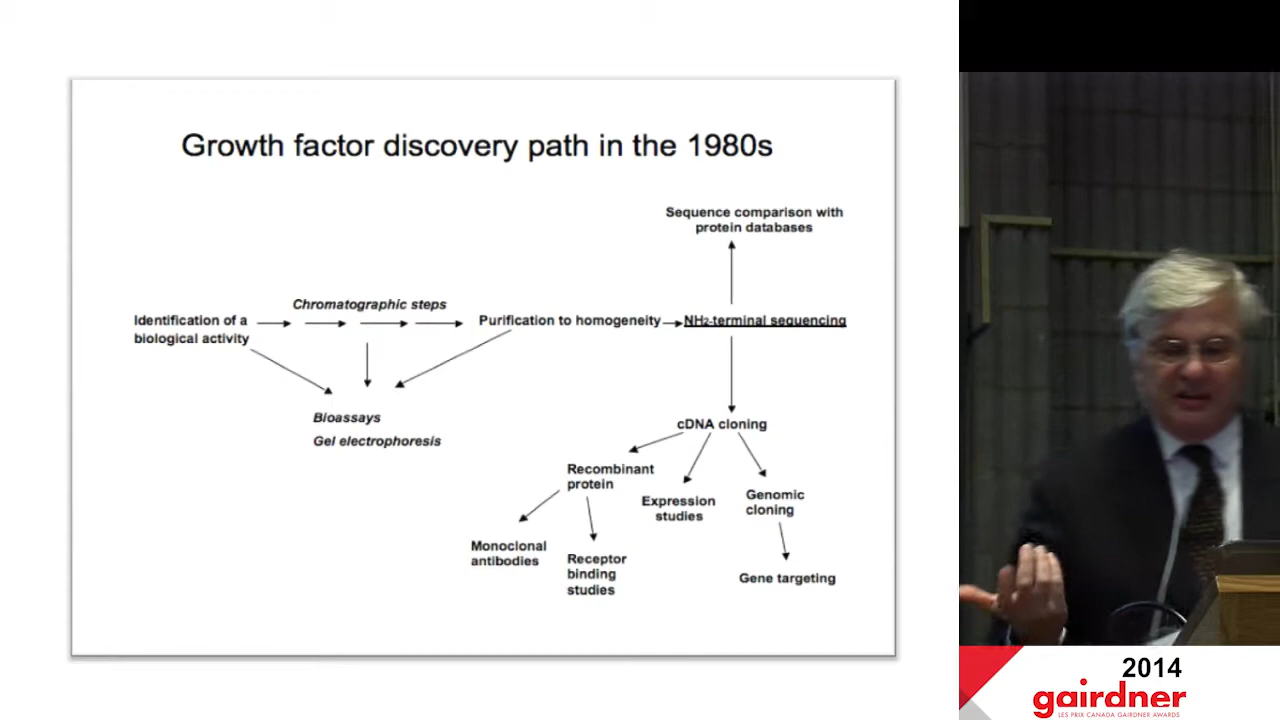 Growth factor discovery path in the 1980s
Sequence comparison with
protein databases
Chromatographic steps
Identification of a
biological activity
Purification to homogeneity
NH2-terminal sequencing
Bioassays
Gel electrophoresis
cDNA cloning
Recombinant
protein
Expression
studies
Genomic
cloning
Monoclonal
antibodies
Receptor
binding
studies
Gene targeting
2014
gairdner
LES PRIX CANADA GAIRDNER AWARDS